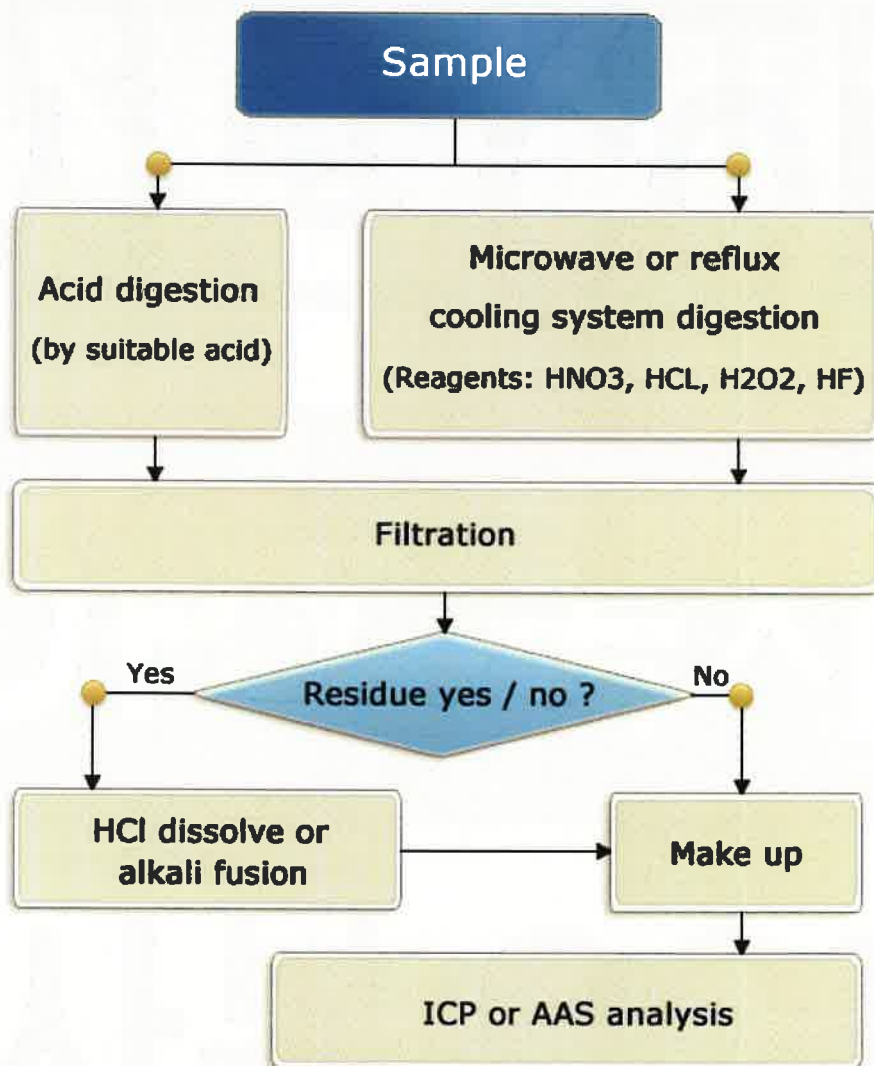 Sample
Acid digestion
(by suitable acid)
Microwave or reflux
cooling system digestion
(Reagents: HNO3, HCL, H2O2, HF)
Filtration
Yes
Residue yes / no ?
No
HCl dissolve or
alkali fusion
Make up
ICP or AAS analysis